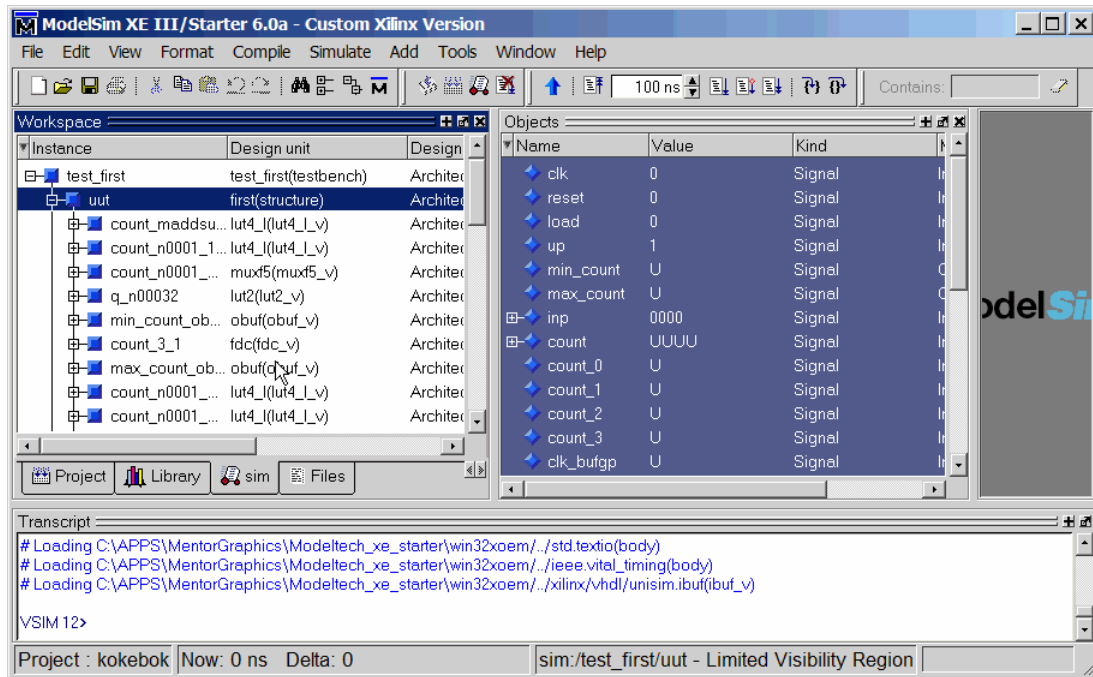 ModelSim XE III/Starter 6.0a - Custom Xilinx Version
File Edit View Format Compile Simulate Add Tools Window Help
100 ns Contains:
Workspace
Instance Design unit Design
test_first test_first(testbench) Architec
uut first(structure) Architec
count_maddsu... lut4_l(lut4_l_v) Architec
count_n0001_1... lut4_l(lut4_l_v) Architec
count_n0001_... muxf5(muxf5_v) Architec
q_n00032 lut2(lut2_v) Architec
min_count_ob... obuf(obuf_v) Architec
count_3_1 fdc(fdc_v) Architec
max_count_ob... obuf(obuf_v) Architec
count_n0001_... lut4_l(lut4_l_v) Architec
count_n0001_... lut4_l(lut4_l_v) Architec
Project Library sim Files
Objects
Name Value Kind
clk 0 Signal
reset 0 Signal
load 0 Signal
up 1 Signal
min_count U Signal
max_count U Signal
inp 0000 Signal
count UUUU Signal
count_0 U Signal
count_1 U Signal
count_2 U Signal
count_3 U Signal
clk_bufgp U Signal
odelSi
Transcript
# Loading C:\APPS\MentorGraphics\Modeltech_xe_starter\win32xoem/../std.textio(body)
# Loading C:\APPS\MentorGraphics\Modeltech_xe_starter\win32xoem/../ieee.vital_timing(body)
# Loading C:\APPS\MentorGraphics\Modeltech_xe_starter\win32xoem/../xilinx/vhdl/unisim.ibuf(ibuf_v)
VSIM 12>
Project : kokebok Now: 0 ns Delta: 0 sim:/test_first/uut - Limited Visibility Region